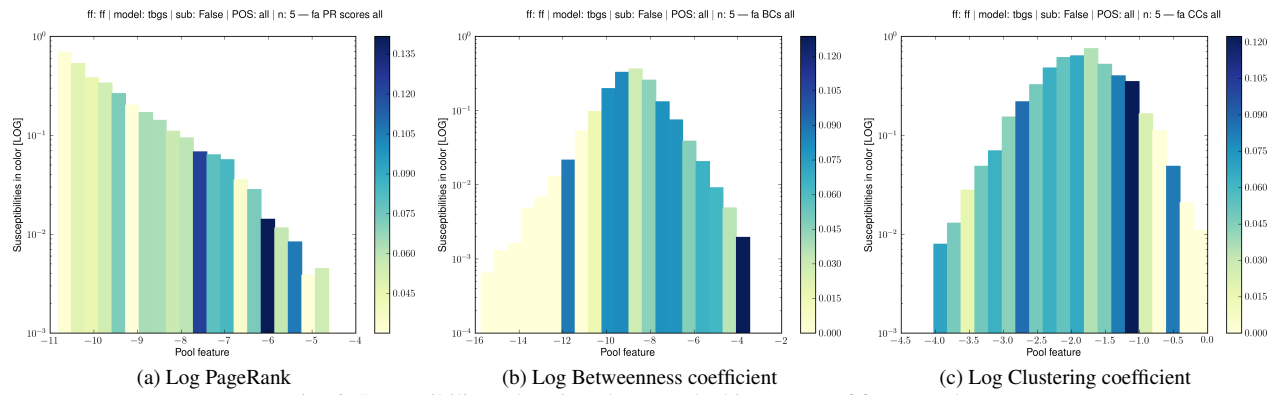 ff: ff | model: tbgs | sub: False | POS: all | n: 5 — fa PR scores all
10^0
10^-1
10^-2
10^-3
Susceptibilities in color [LOG]
−11 −10 −9 −8 −7 −6 −5 −4
Pool feature
0.135
0.120
0.105
0.090
0.075
0.060
0.045
(a) Log PageRank
ff: ff | model: tbgs | sub: False | POS: all | n: 5 — fa BCs all
10^0
10^-1
10^-2
10^-3
10^-4
Susceptibilities in color [LOG]
−16 −14 −12 −10 −8 −6 −4 −2
Pool feature
0.120
0.105
0.090
0.075
0.060
0.045
0.030
0.015
0.000
(b) Log Betweenness coefficient
ff: ff | model: tbgs | sub: False | POS: all | n: 5 — fa CCs all
10^0
10^-1
10^-2
10^-3
Susceptibilities in color [LOG]
−4.5 −4.0 −3.5 −3.0 −2.5 −2.0 −1.5 −1.0 −0.5 0.0
Pool feature
0.120
0.105
0.090
0.075
0.060
0.045
0.030
0.015
0.000
(c) Log Clustering coefficient